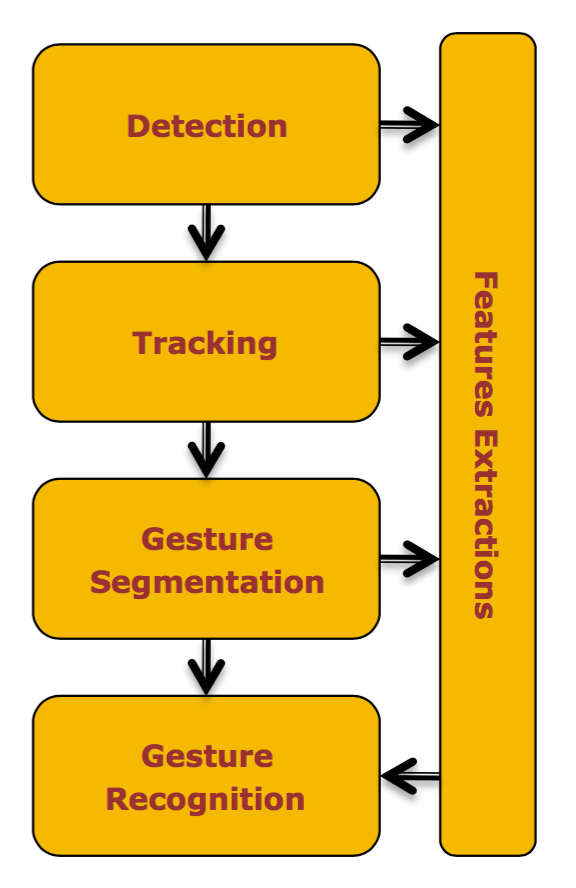 Detection
Tracking
Gesture
Segmentation
Gesture
Recognition
Features Extractions